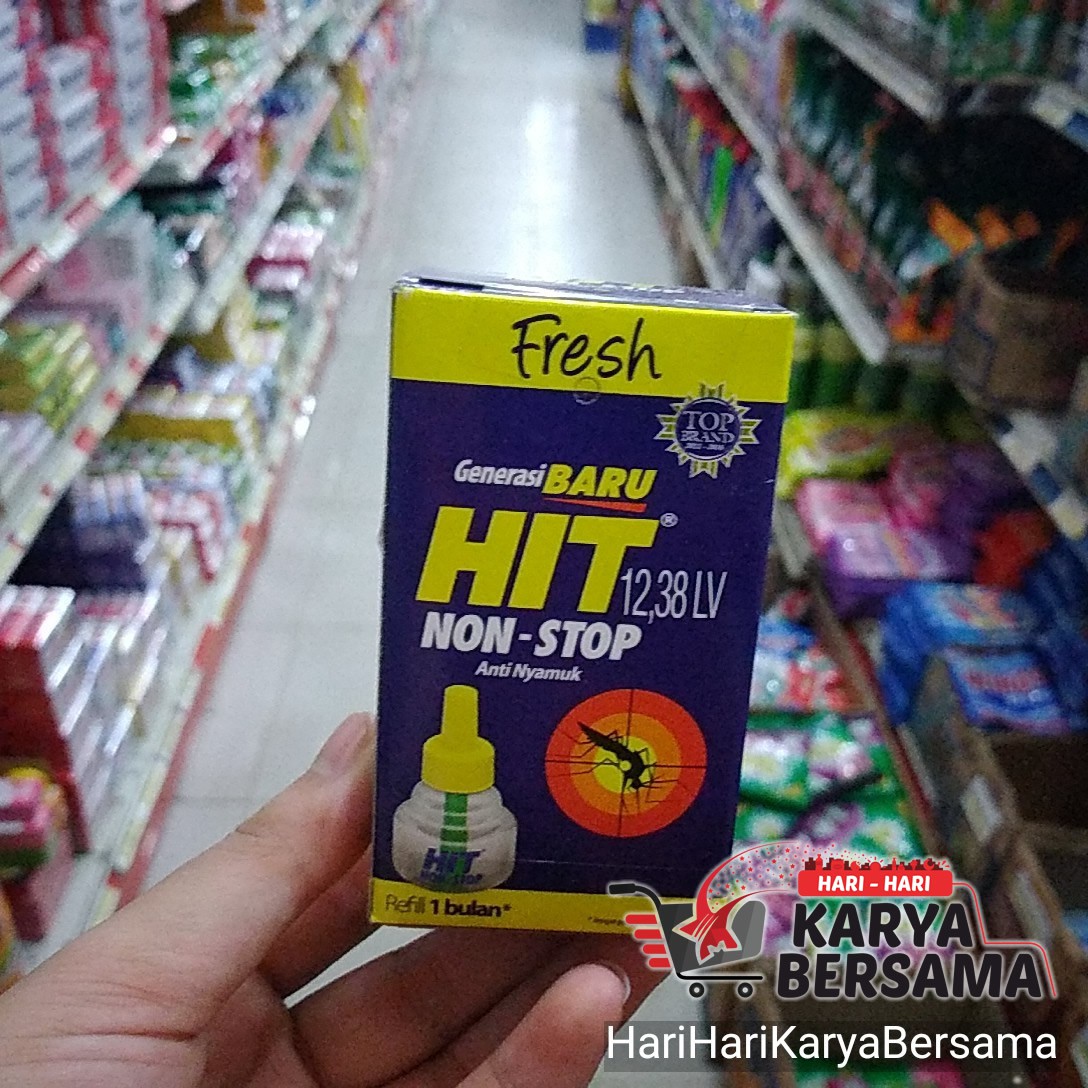 Fresh
TOP
BRAND
Generasi BARU
HIT®
12,38 LV
NON-STOP
Anti Nyamuk
HIT
NON-STOP
Refill 1 bulan*
HARI - HARI
KARYA
BERSAMA
HariHariKaryaBersama